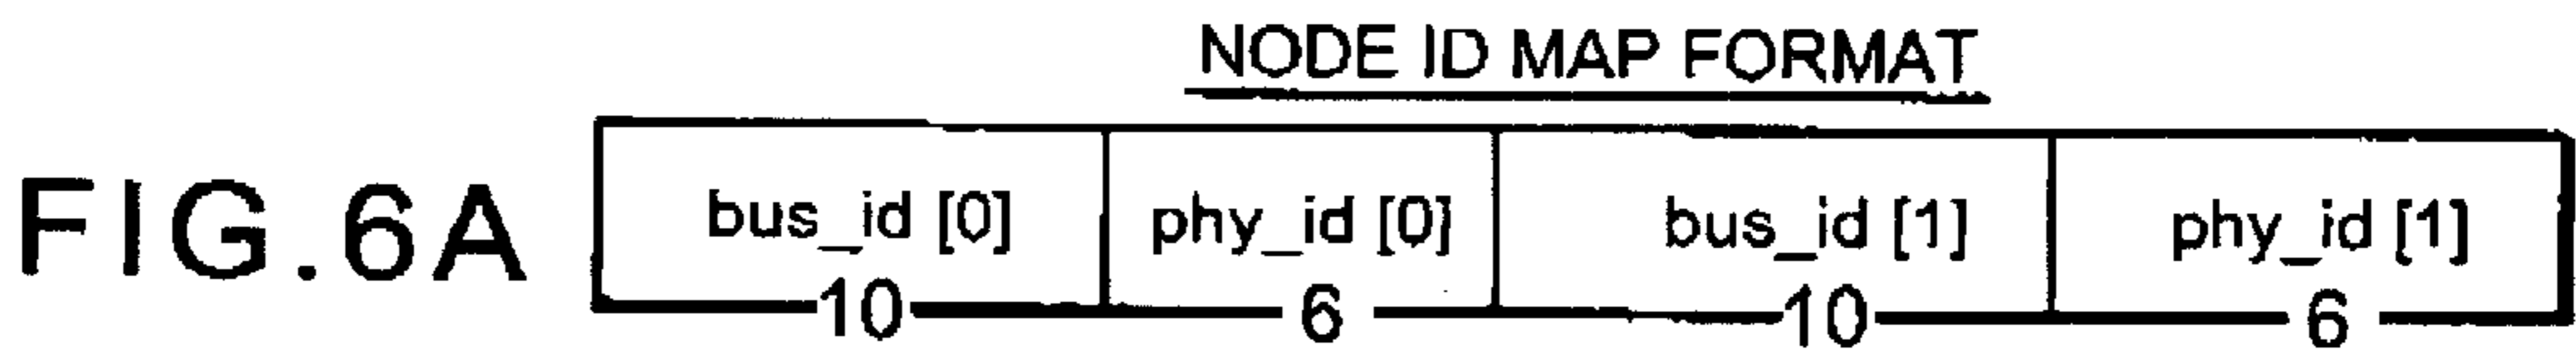 NODE ID MAP FORMAT
FIG.6A bus_id [0] phy_id [0] bus_id [1] phy_id [1]
10 6 10 6